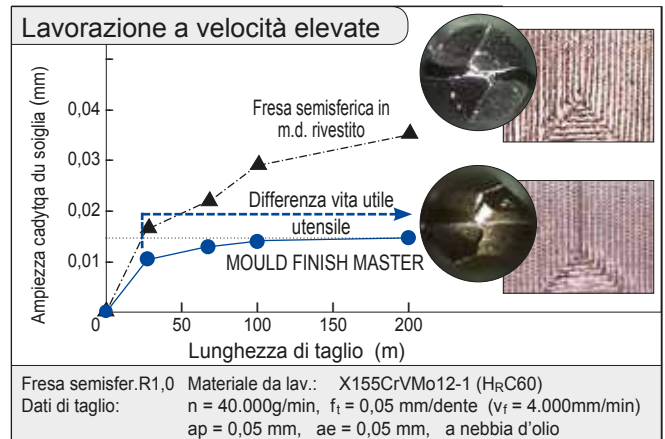 Lavorazione a velocità elevate
Ampiezza cadytqa du soiglia (mm)
0,04
0,03
0,02
0,01
0
50
100
150
200
Fresa semisferica in
m.d. rivestito
Differenza vita utile
utensile
MOULD FINISH MASTER
Lunghezza di taglio (m)
Fresa semisfer.R1,0 Materiale da lav.: X155CrVMo12-1 (HRC60)
Dati di taglio: n = 40.000g/min, ft = 0,05 mm/dente (vf = 4.000mm/min)
ap = 0,05 mm, ae = 0,05 mm, a nebbia d'olio